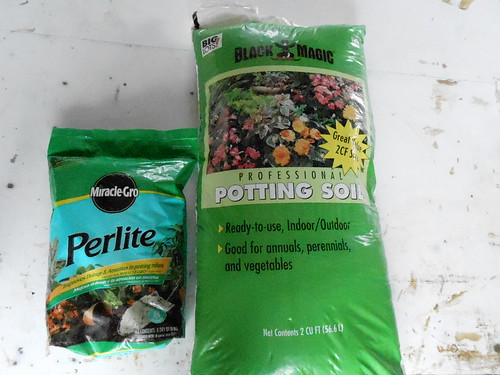 Miracle-Gro
Perlite
BIG
BLACK MAGIC
Great
2CF
PROFESSIONAL
POTTING SOIL
Ready-to-use, Indoor/Outdoor
Good for annuals, perennials,
and vegetables
Net Contents 2 CU FT (56.6 L)